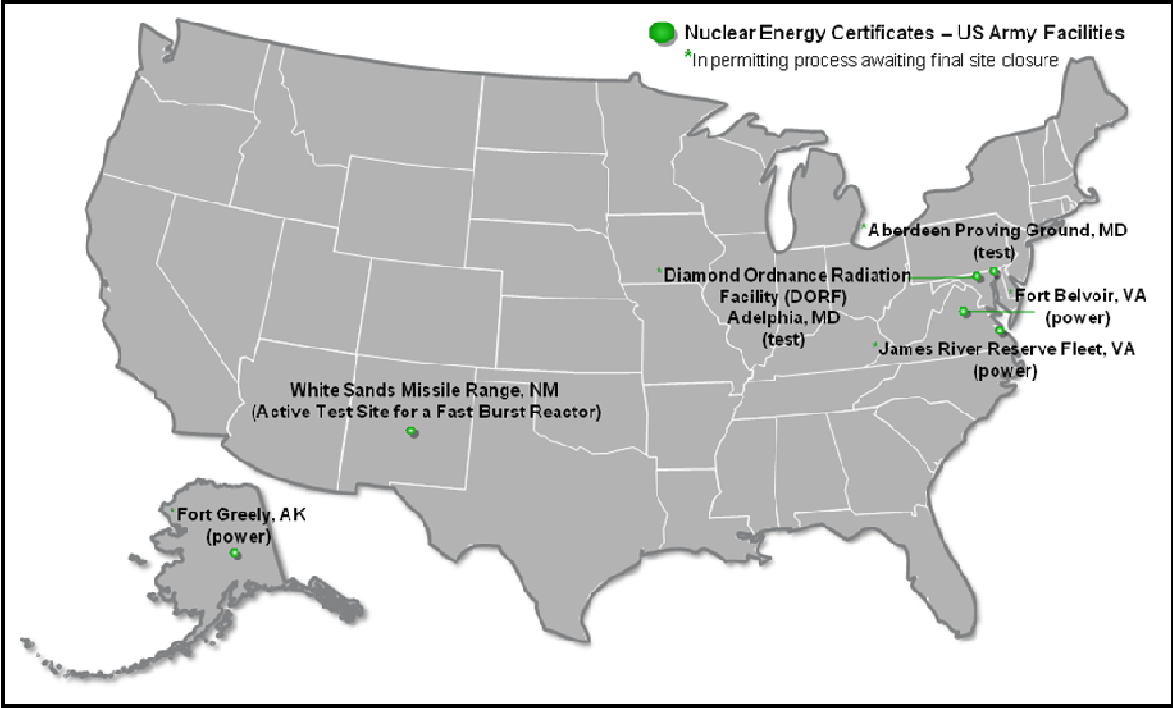 Nuclear Energy Certificates – US Army Facilities
*In permitting process awaiting final site closure
*Aberdeen Proving Ground, MD
(test)
*Diamond Ordnance Radiation
Facility (DORF)
Adelphia, MD
(test)
*Fort Belvoir, VA
(power)
*James River Reserve Fleet, VA
(power)
White Sands Missile Range, NM
(Active Test Site for a Fast Burst Reactor)
*Fort Greely, AK
(power)